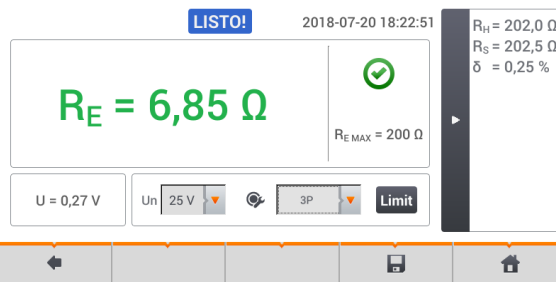 LISTO!
2018-07-20 18:22:51
RE = 6,85 Ω
RE MAX = 200 Ω
U = 0,27 V
Un 25 V 3P Limit
RH = 202,0 Ω
RS = 202,5 Ω
δ = 0,25 %